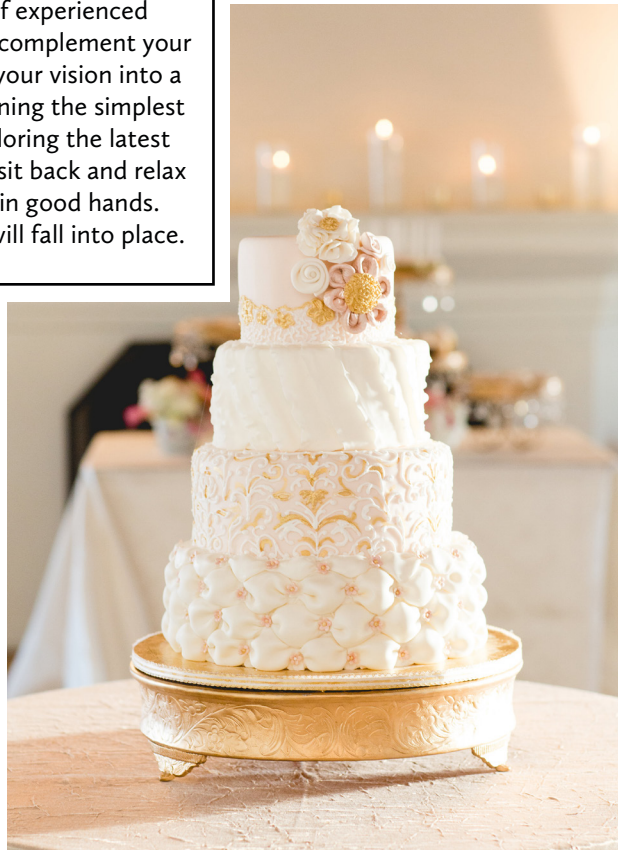 f experienced
complement your
your vision into a
ning the simplest
loring the latest
sit back and relax
in good hands.
will fall into place.